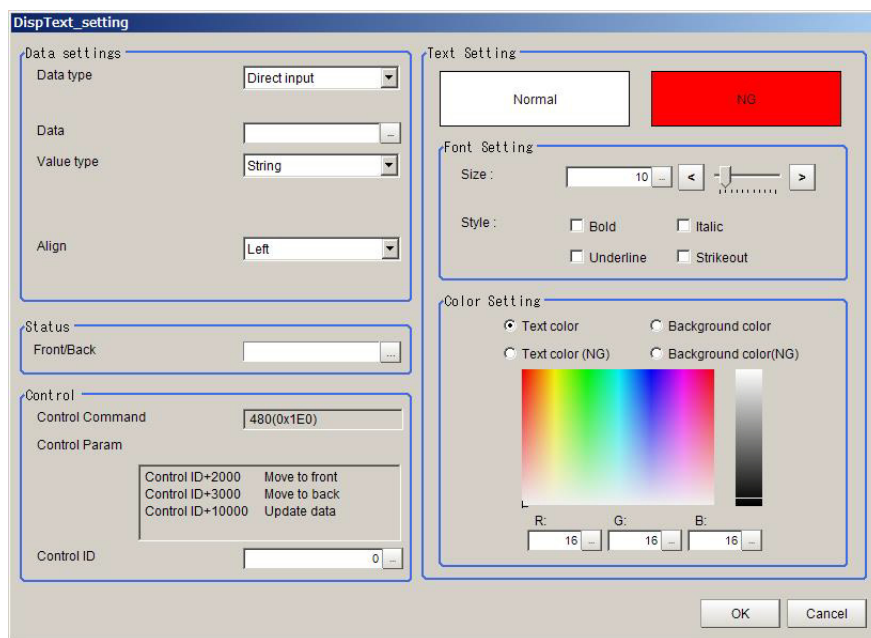 DispText_setting
Data settings
Data type
Direct input
Data
...
Value type
String
Align
Left
Status
Front/Back
...
Control
Control Command
480(0x1E0)
Control Param
Control ID+2000 Move to front
Control ID+3000 Move to back
Control ID+10000 Update data
Control ID
0 ...
Text Setting
Normal
NG
Font Setting
Size :
10 ... < >
Style :
Bold
Italic
Underline
Strikeout
Color Setting
Text color
Background color
Text color (NG)
Background color(NG)
R: G: B:
16 ... 16 ... 16 ...
OK
Cancel